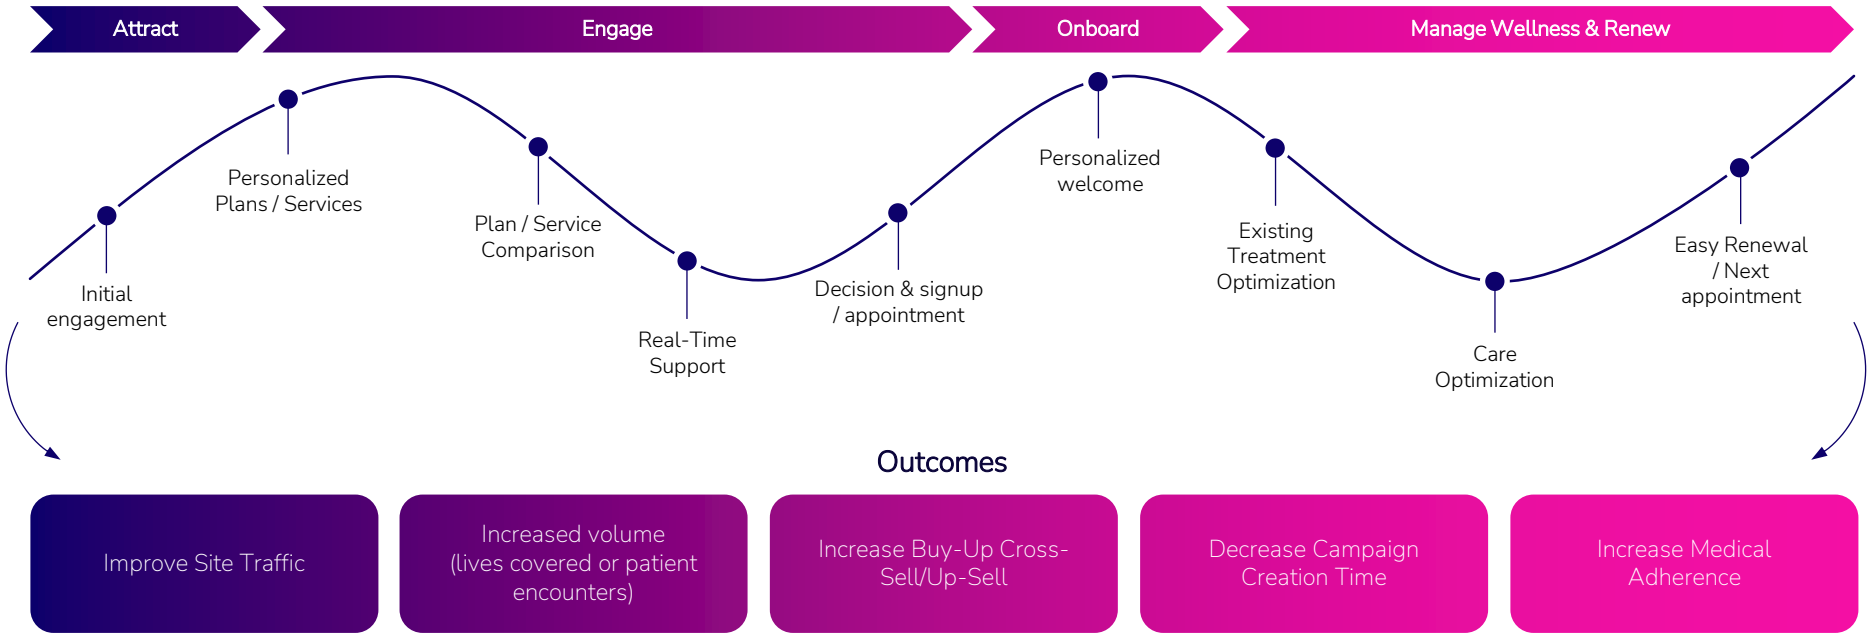 Attract
Engage
Onboard
Manage Wellness & Renew
Initial
engagement
Personalized
Plans / Services
Plan / Service
Comparison
Real-Time
Support
Decision & signup
/ appointment
Personalized
welcome
Existing
Treatment
Optimization
Care
Optimization
Easy Renewal
/ Next
appointment
Outcomes
Improve Site Traffic
Increased volume
(lives covered or patient
encounters)
Increase Buy-Up Cross-
Sell/Up-Sell
Decrease Campaign
Creation Time
Increase Medical
Adherence